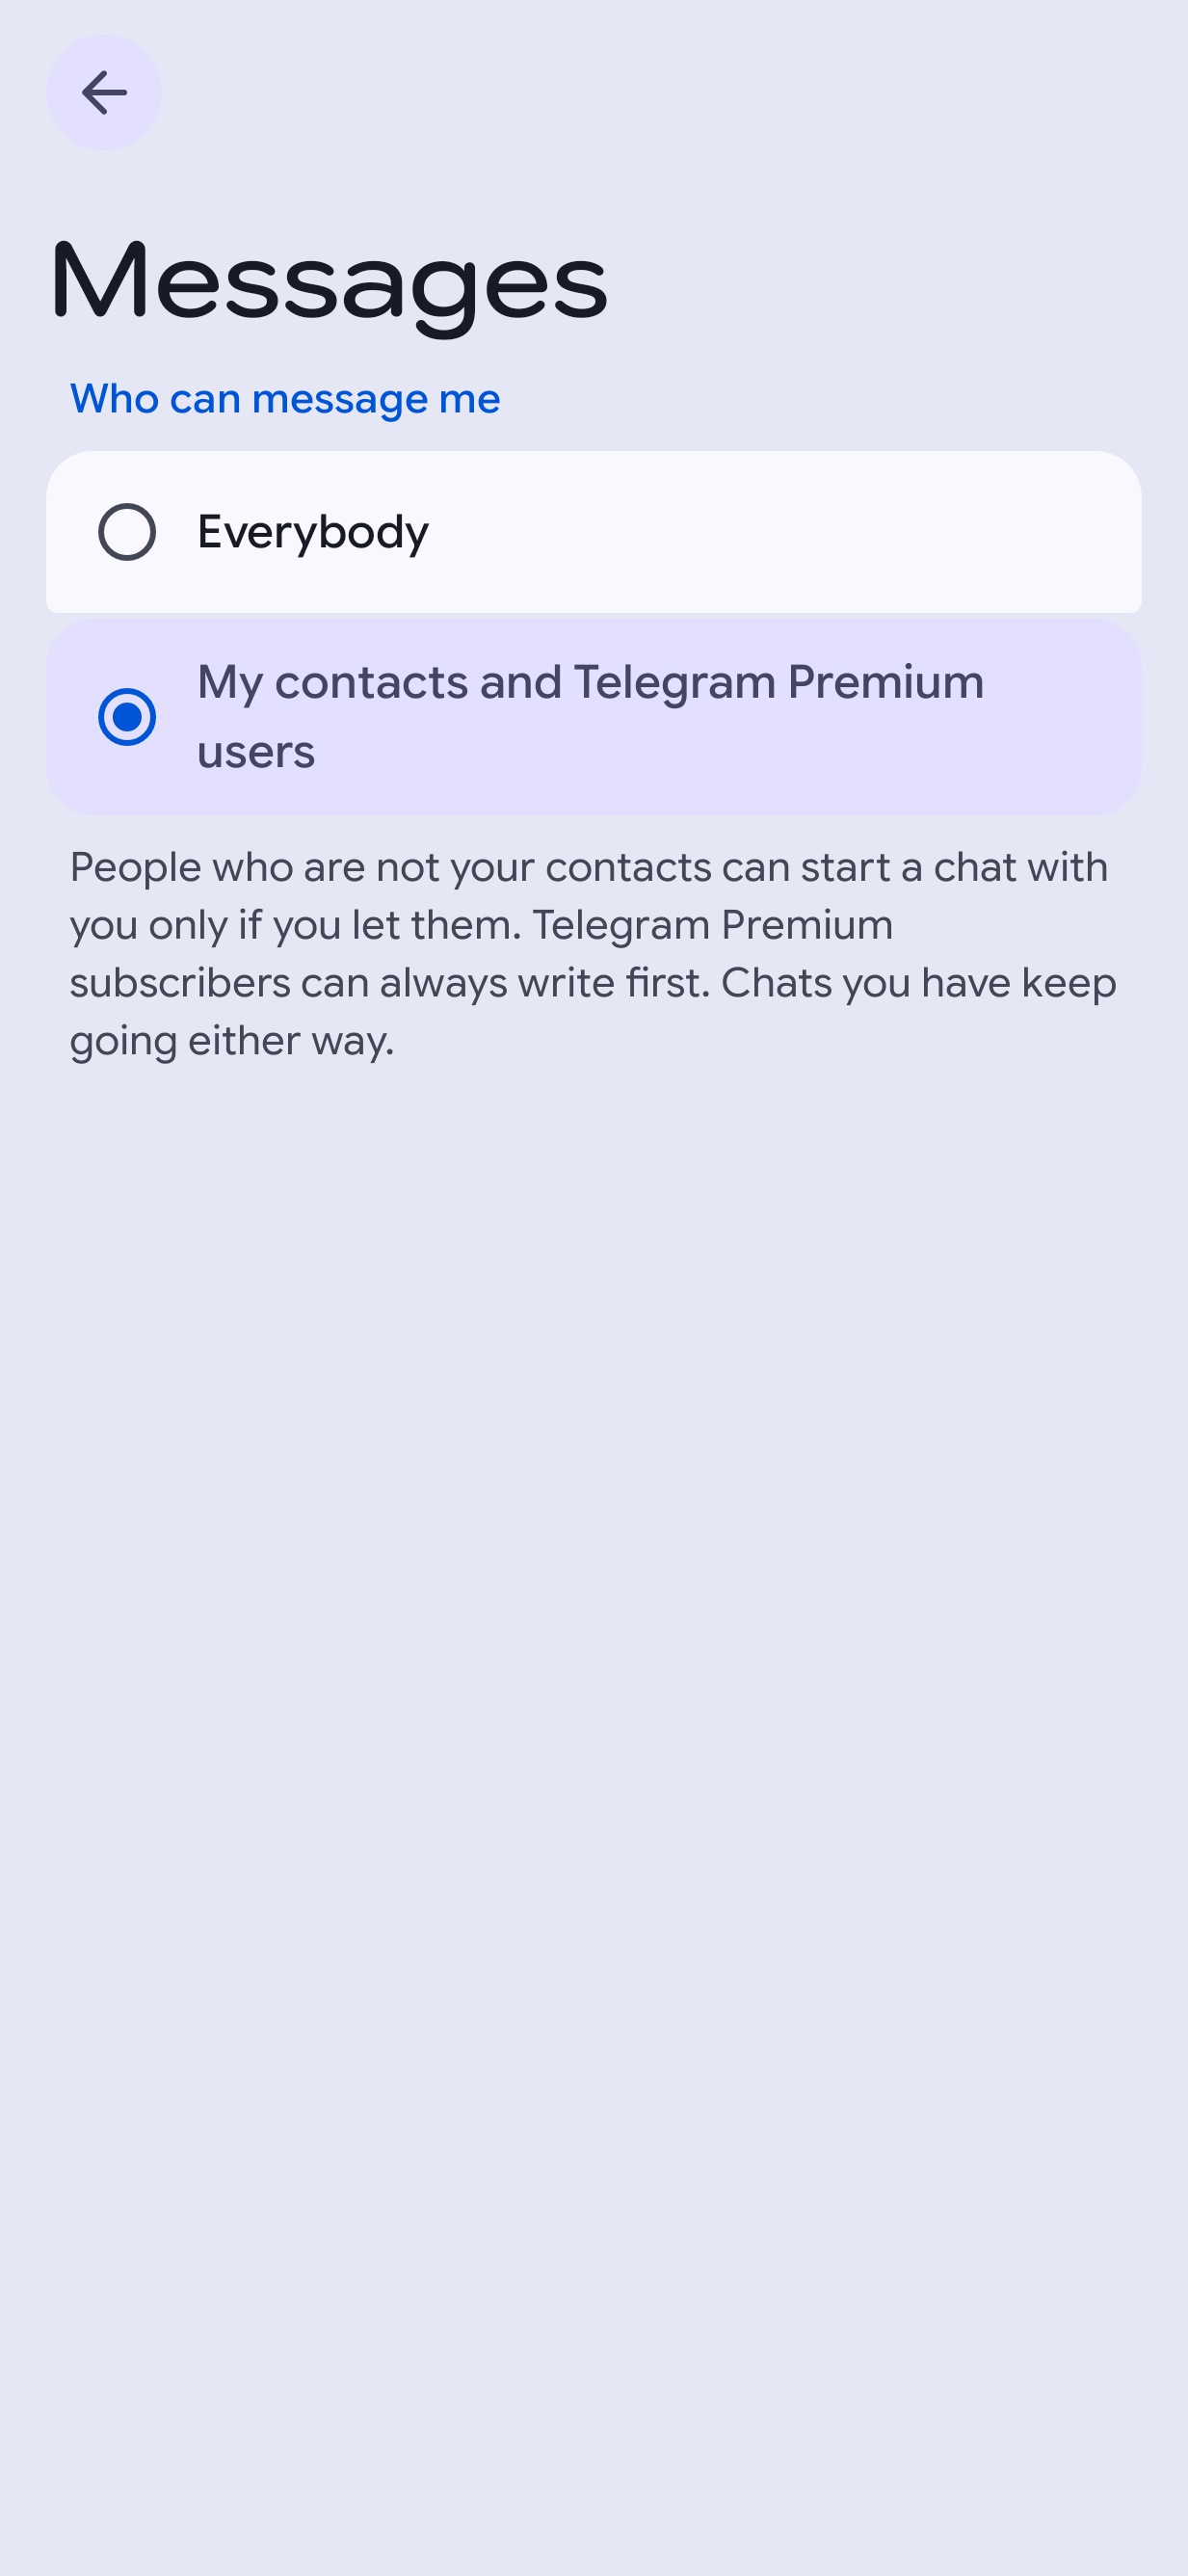 Messages
Who can message me
Everybody
My contacts and Telegram Premium
users
People who are not your contacts can start a chat with
you only if you let them. Telegram Premium
subscribers can always write first. Chats you have keep
going either way.